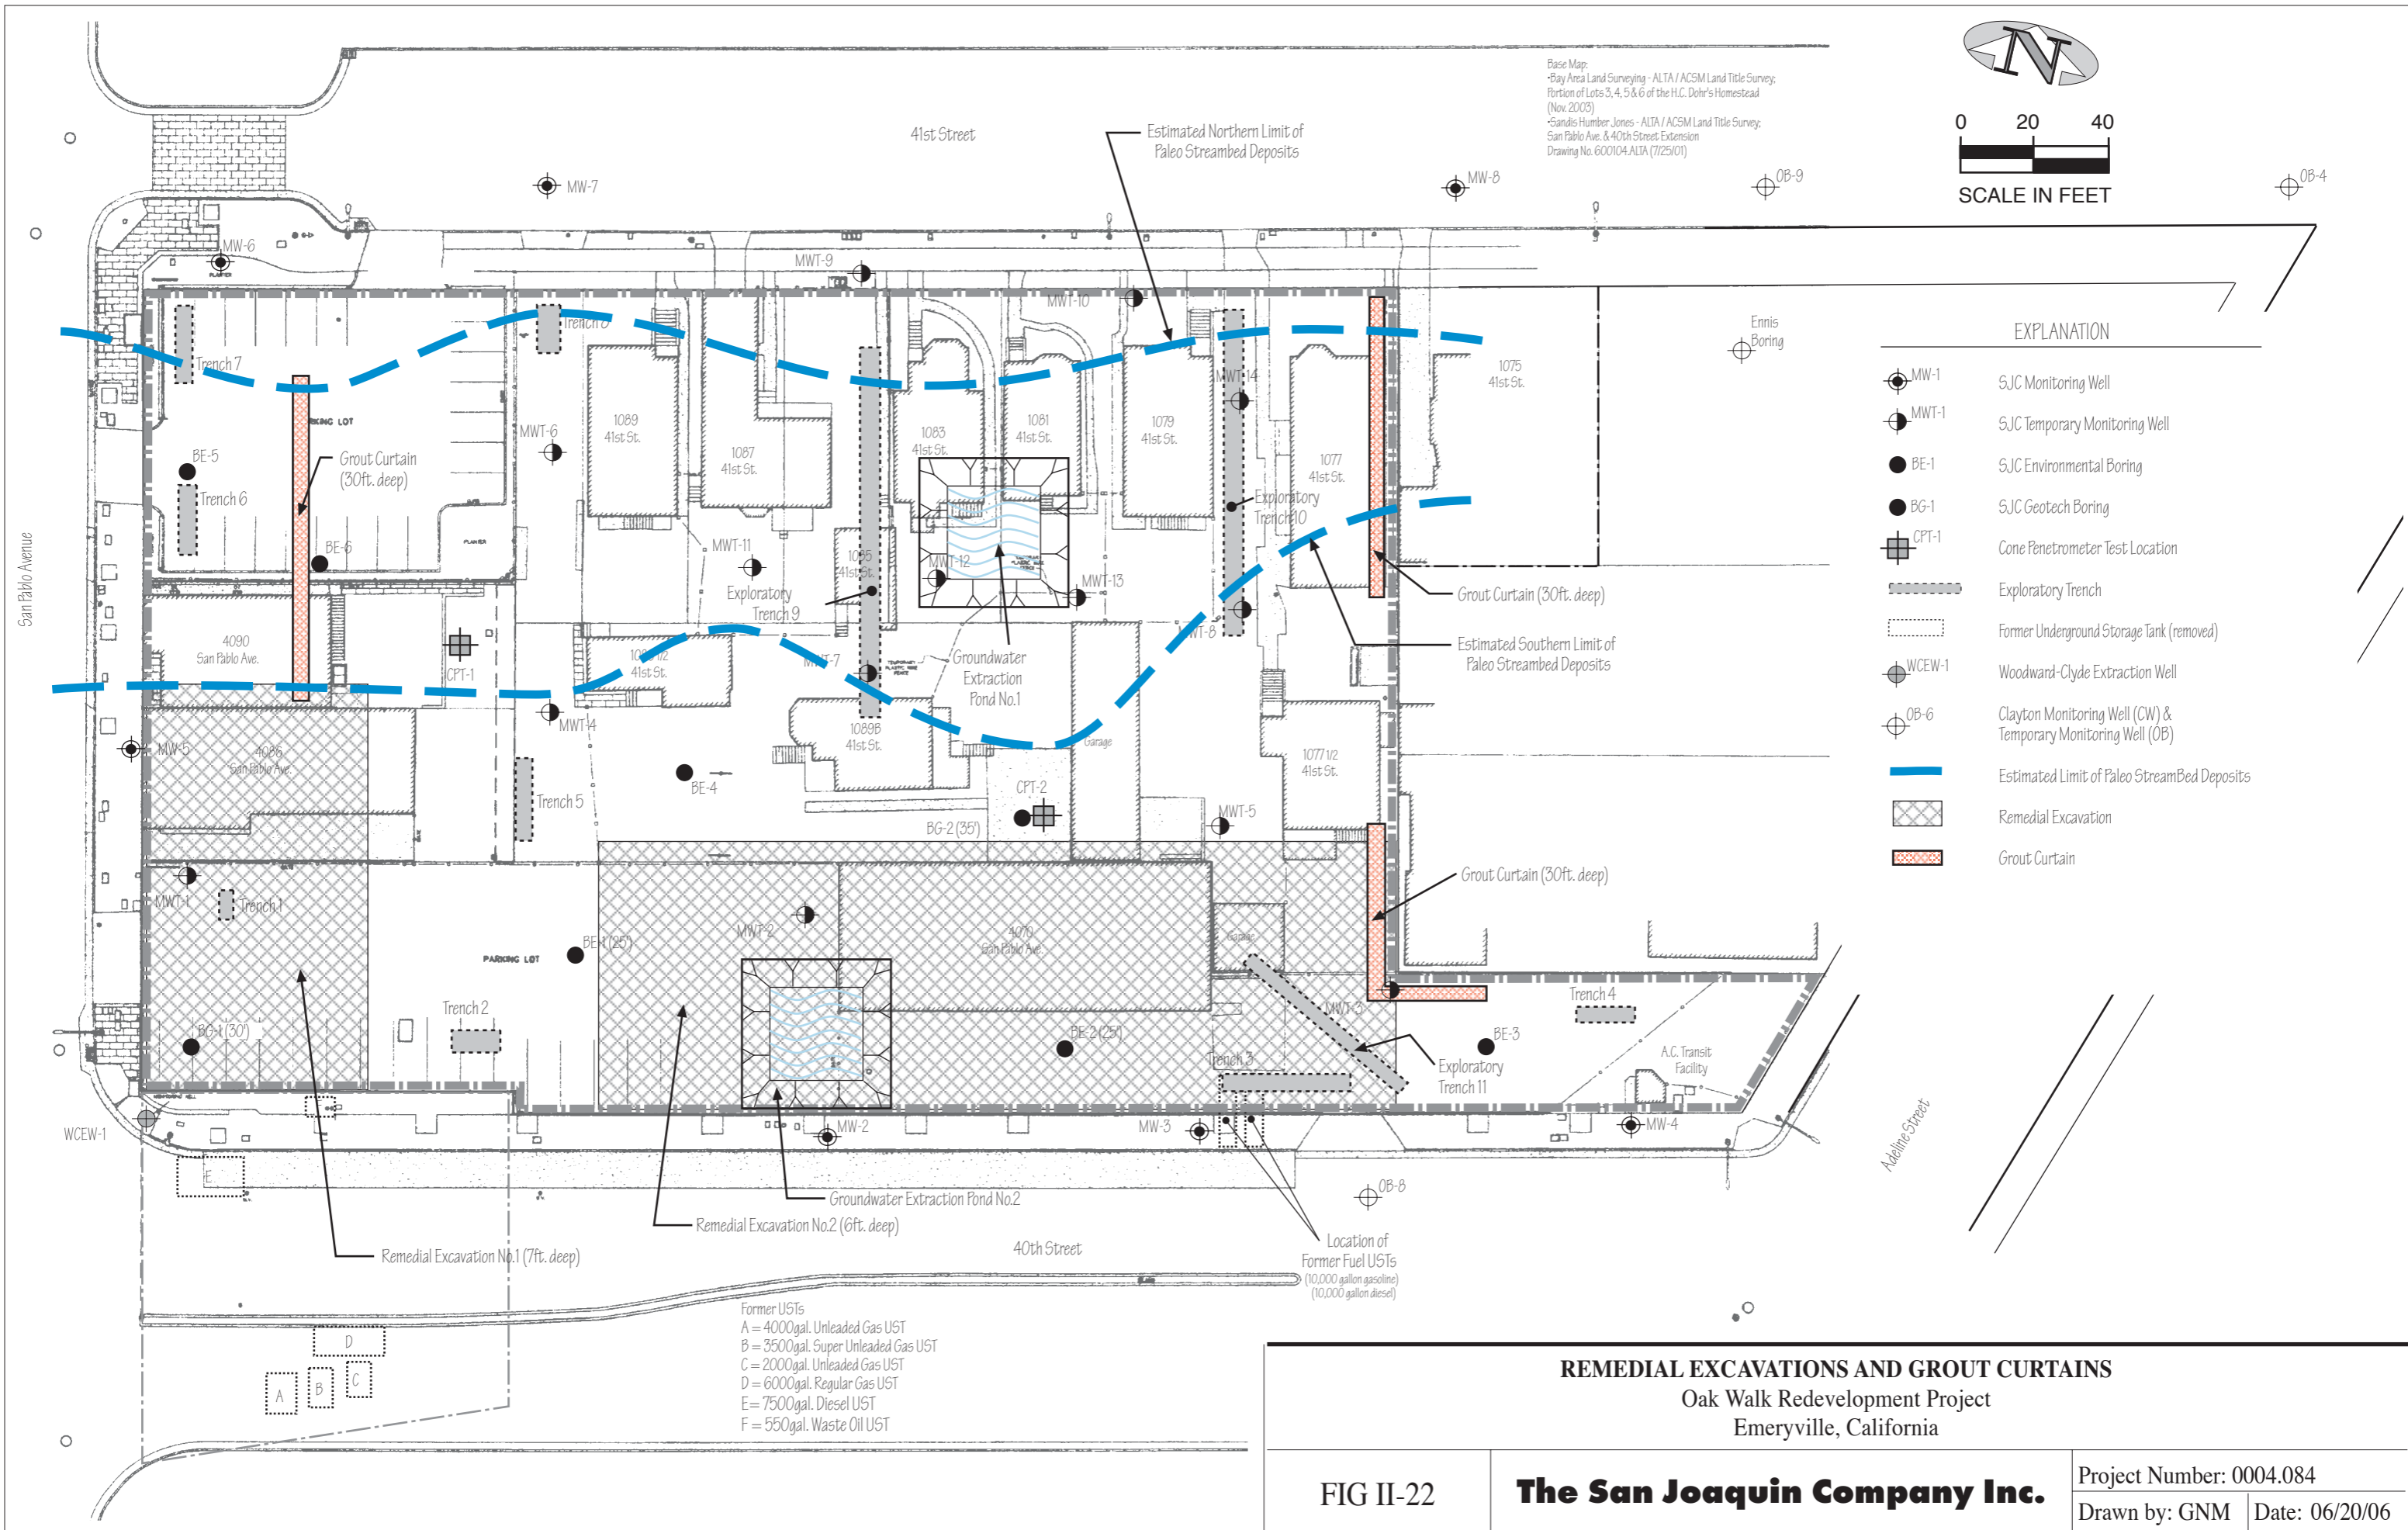 Base Map:
•Bay Area Land Surveying - ALTA / ACSM Land Title Survey;
Portion of Lots 3, 4, 5 & 6 of the H.C. Dohr's Homestead
(Nov. 2003)
•Sandis Humber Jones - ALTA / ACSM Land Title Survey;
San Pablo Ave. & 40th Street Extension
Drawing No. 600104.ALTA (7/25/01)
N
0 20 40
SCALE IN FEET
41st Street
Estimated Northern Limit of
Paleo Streambed Deposits
MW-7
MW-8
OB-9
OB-4
MW-6
PLANTER
MWT-9
MWT-10
Trench 7
Ennis
Boring
1075
41st St.
MWT-14
PARKING LOT
MWT-6
1089
41st St.
1087
41st St.
1083
41st St.
1081
41st St.
1079
41st St.
1077
41st St.
BE-5
Grout Curtain
(30ft. deep)
Trench 6
Exploratory
Trench 10
San Pablo Avenue
BE-6
PLANTER
MWT-11
MWT-12
MWT-13
41st St.
Exploratory
Trench 9
Grout Curtain (30ft. deep)
4090
San Pablo Ave.
CPT-1
41st St.
MWT-7
TEMPORARY
PLASTIC WIRE
FENCE
Groundwater
Extraction
Pond No.1
MWT-8
Estimated Southern Limit of
Paleo Streambed Deposits
MWT-4
MW-5
4086
San Pablo Ave.
1089B
41st St.
Garage
1077 1/2
41st St.
Trench 5
BE-4
CPT-2
BG-2 (35')
MWT-5
MWT-1
Trench 1
MWT-2
4070
San Pablo Ave.
Garage
Grout Curtain (30ft. deep)
BE-1 (25')
PARKING LOT
Trench 2
BG-1 (30')
BE-2 (25')
MWT-3
Trench 3
Exploratory
Trench 11
Trench 4
BE-3
A.C. Transit
Facility
WCEW-1
MW-2
MW-3
MW-4
Adeline Street
E
OB-8
Groundwater Extraction Pond No.2
Remedial Excavation No.2 (6ft. deep)
Remedial Excavation No.1 (7ft. deep)
40th Street
Location of
Former Fuel USTs
(10,000 gallon gasoline)
(10,000 gallon diesel)
D
A
B
C
Former USTs
A = 4000gal. Unleaded Gas UST
B = 3500gal. Super Unleaded Gas UST
C = 2000gal. Unleaded Gas UST
D = 6000gal. Regular Gas UST
E = 7500gal. Diesel UST
F = 550gal. Waste Oil UST
EXPLANATION
MW-1 SJC Monitoring Well
MWT-1 SJC Temporary Monitoring Well
BE-1 SJC Environmental Boring
BG-1 SJC Geotech Boring
CPT-1 Cone Penetrometer Test Location
Exploratory Trench
Former Underground Storage Tank (removed)
WCEW-1 Woodward-Clyde Extraction Well
OB-6 Clayton Monitoring Well (CW) &
Temporary Monitoring Well (OB)
Estimated Limit of Paleo StreamBed Deposits
Remedial Excavation
Grout Curtain
REMEDIAL EXCAVATIONS AND GROUT CURTAINS
Oak Walk Redevelopment Project
Emeryville, California
FIG II-22
The San Joaquin Company Inc.
Project Number: 0004.084
Drawn by: GNM Date: 06/20/06